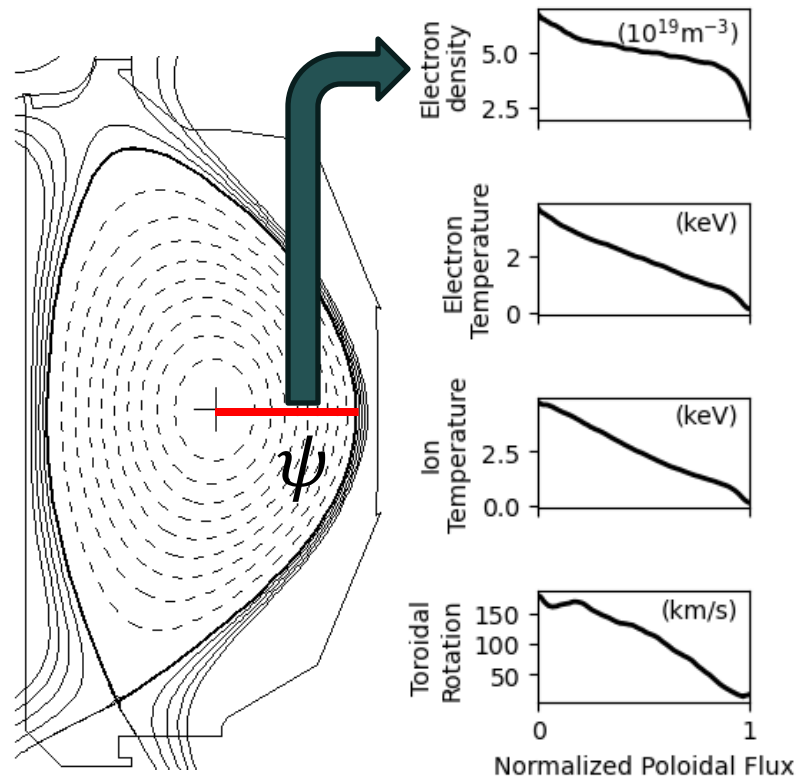 Electron
density
(10¹⁹m⁻³)
5.0
2.5
Electron
Temperature
(keV)
2
0
Ion
Temperature
(keV)
2.5
0.0
Toroidal
Rotation
(km/s)
150
100
50
0 1
Normalized Poloidal Flux
ψ